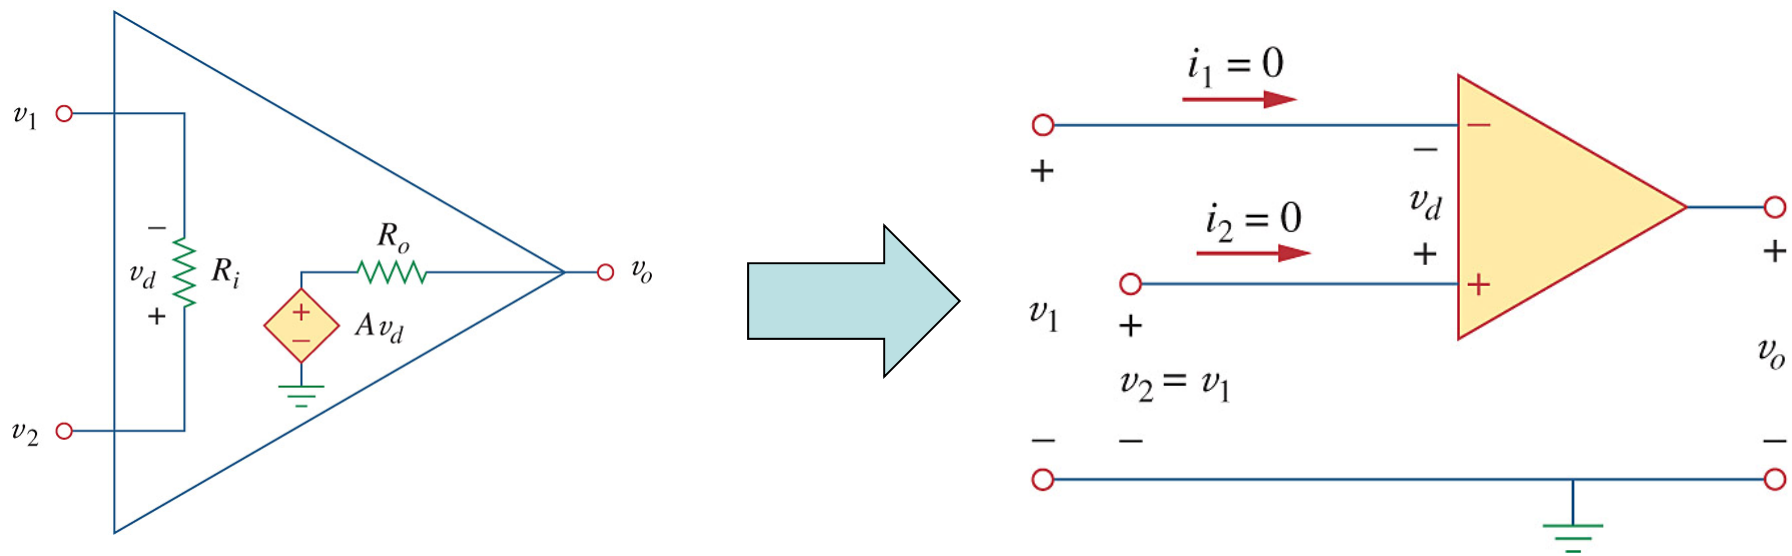 v1
−
vd
+
Ri
v2
Ro
+
−
Avd
vo
i1 = 0
−
+
−
i2 = 0
vd
+
+
+
v1
+
v2 = v1
vo
−
−
−